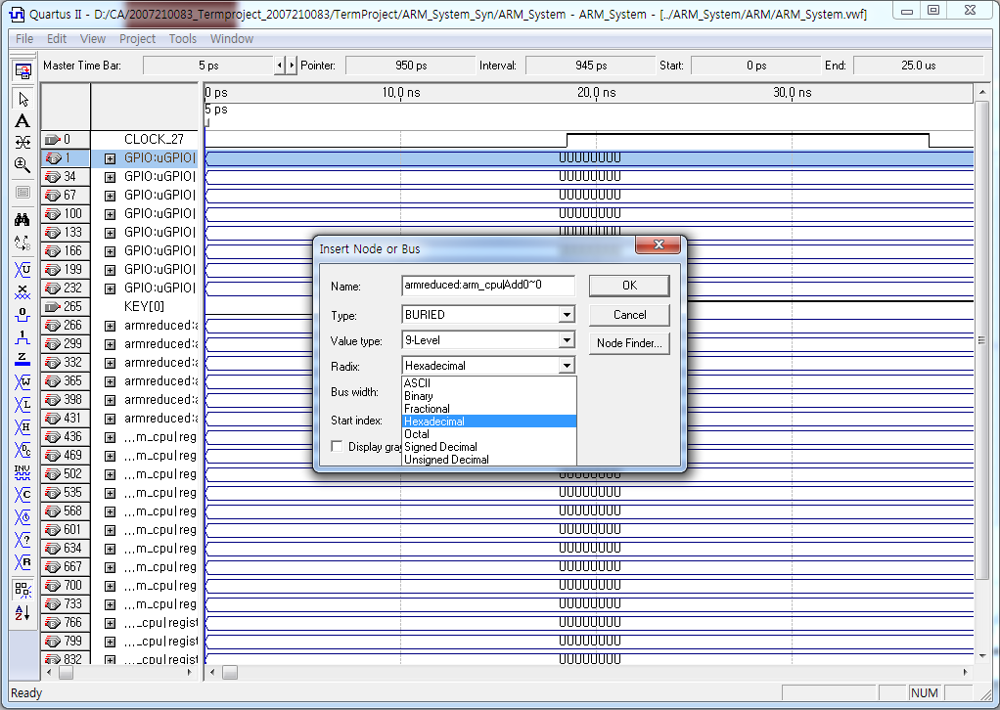 Quartus II - D:/CA/2007210083_Termproject_2007210083/TermProject/ARM_System_Syn/ARM_System - ARM_System - [../ARM_System/ARM/ARM_System.vwf]
File Edit View Project Tools Window
Master Time Bar: 5 ps Pointer: 950 ps Interval: 945 ps Start: 0 ps End: 25.0 us
0 ps 10.0 ns 20.0 ns 30.0 ns
5 ps
0 CLOCK_27
1 GPIO:uGPIO| UUUUUUUU
34 GPIO:uGPIO| UUUUUUUU
67 GPIO:uGPIO| UUUUUUUU
100 GPIO:uGPIO| UUUUUUUU
133 GPIO:uGPIO| UUUUUUUU
166 GPIO:uGPIO|
199 GPIO:uGPIO|
232 GPIO:uGPIO|
265 KEY[0]
266 armreduced:a
299 armreduced:a
332 armreduced:a
365 armreduced:a
398 armreduced:a
431 armreduced:a
436 ...m_cpu|reg
469 ...m_cpu|reg
502 ...m_cpu|reg UUUUUUUU
535 ...m_cpu|reg UUUUUUUU
568 ...m_cpu|reg UUUUUUUU
601 ...m_cpu|reg UUUUUUUU
634 ...m_cpu|reg UUUUUUUU
667 ...m_cpu|reg UUUUUUUU
700 ...m_cpu|reg UUUUUUUU
733 ...m_cpu|reg UUUUUUUU
766 ..._cpu|regist UUUUUUUU
799 ..._cpu|regist UUUUUUUU
832 ..._cpu|regist UUUUUUUU
Insert Node or Bus
Name: armreduced:arm_cpu|Add0~0 OK
Type: BURIED Cancel
Value type: 9-Level Node Finder...
Radix: Hexadecimal
ASCII
Bus width: Binary
Fractional
Start index: Hexadecimal
Octal
Display gray Signed Decimal
Unsigned Decimal
Ready NUM